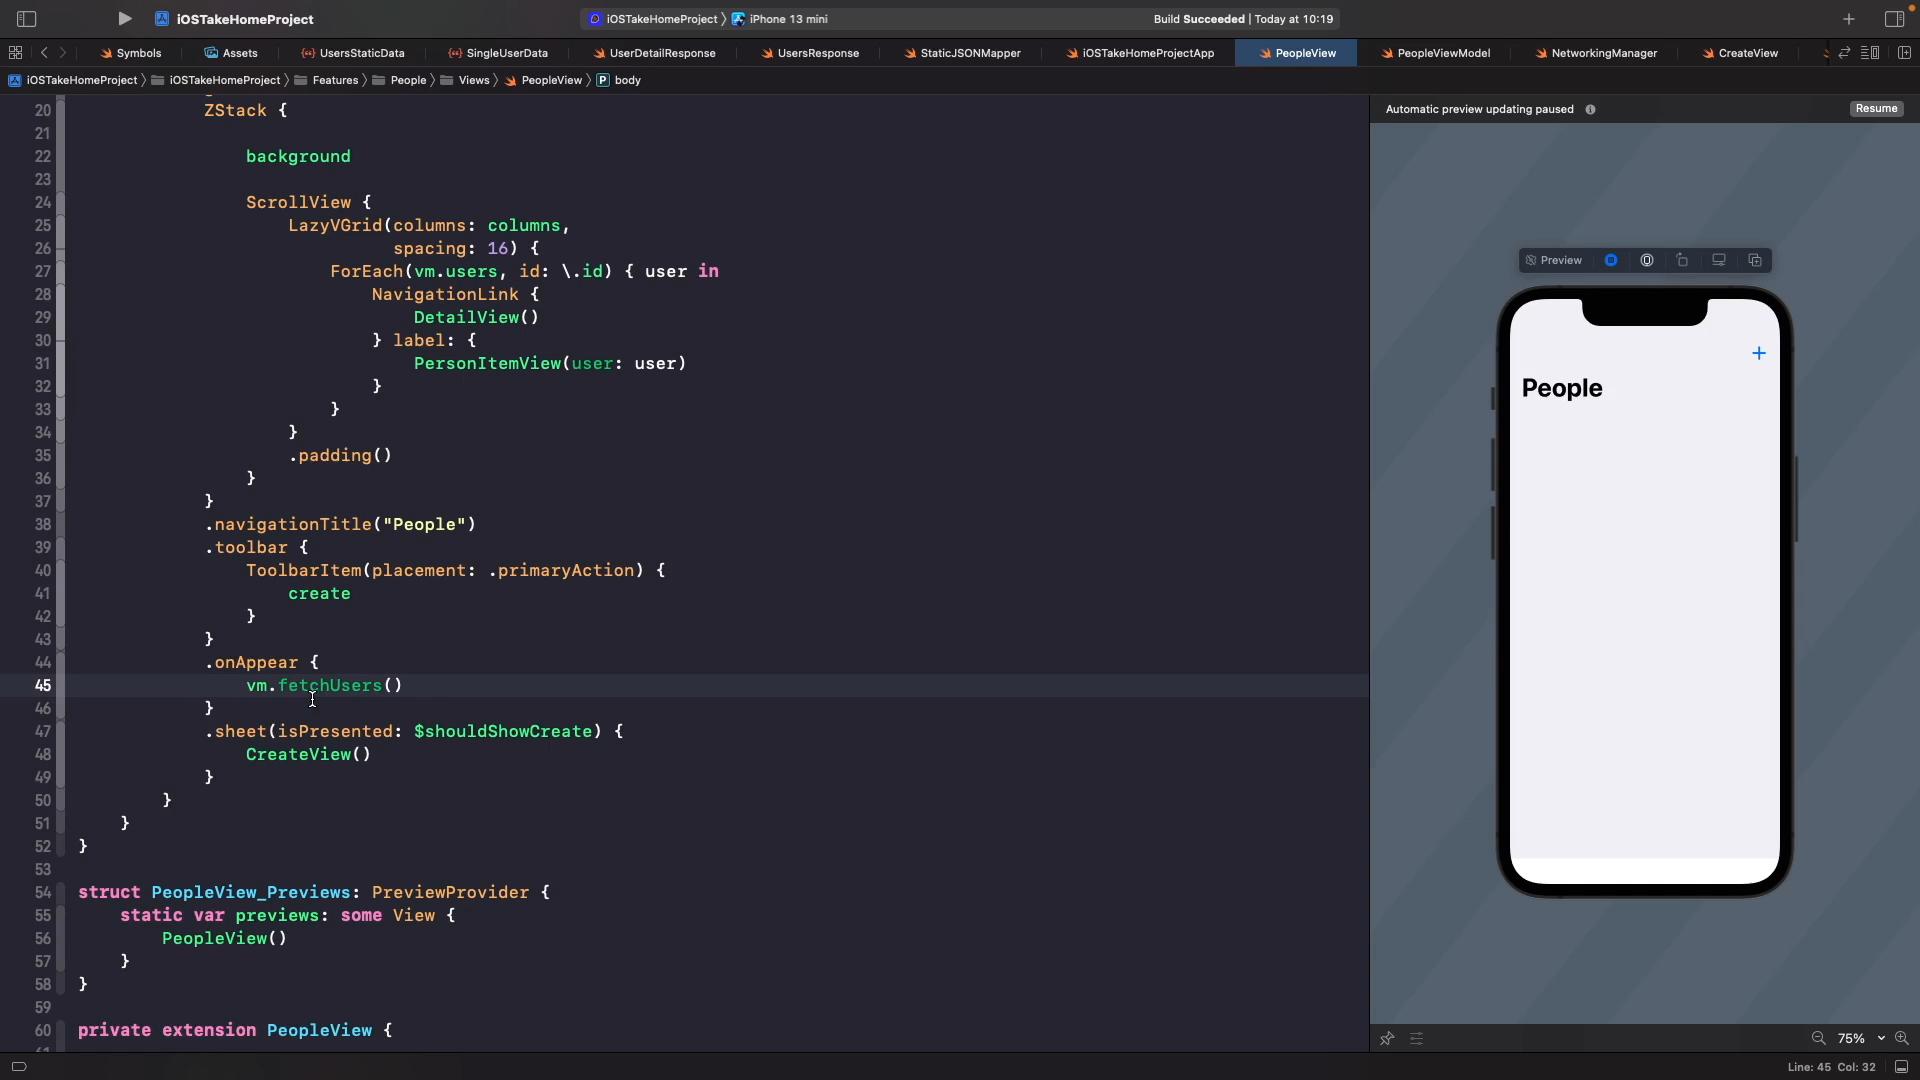 iOSTakeHomeProject
iOSTakeHomeProject 〉 iPhone 13 mini
Build Succeeded | Today at 10:19
Symbols
Assets
UsersStaticData
SingleUserData
UserDetailResponse
UsersResponse
StaticJSONMapper
iOSTakeHomeProjectApp
PeopleView
PeopleViewModel
NetworkingManager
CreateView
iOSTakeHomeProject 〉 iOSTakeHomeProject 〉 Features 〉 People 〉 Views 〉 PeopleView 〉 P body
20 ZStack {
21
22 background
23
24 ScrollView {
25 LazyVGrid(columns: columns,
26 spacing: 16) {
27 ForEach(vm.users, id: \.id) { user in
28 NavigationLink {
29 DetailView()
30 } label: {
31 PersonItemView(user: user)
32 }
33 }
34 }
35 .padding()
36 }
37 }
38 .navigationTitle("People")
39 .toolbar {
40 ToolbarItem(placement: .primaryAction) {
41 create
42 }
43 }
44 .onAppear {
45 vm.fetchUsers()
46 }
47 .sheet(isPresented: $shouldShowCreate) {
48 CreateView()
49 }
50 }
51 }
52 }
53
54 struct PeopleView_Previews: PreviewProvider {
55 static var previews: some View {
56 PeopleView()
57 }
58 }
59
60 private extension PeopleView {
Automatic preview updating paused
Resume
Preview
+
People
75%
Line: 45 Col: 32